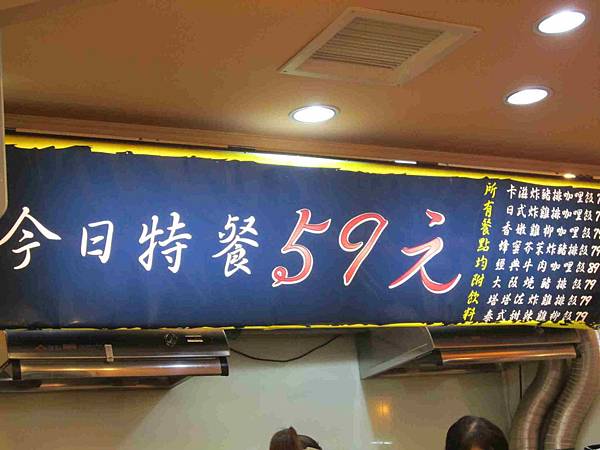 今日特餐59元
所有餐點均附飲料
卡滋炸豬排咖哩飯7
日式炸雞排咖哩飯7
香嫩雞柳咖哩飯79
蜂蜜芥茉炸豬排飯79
經典牛肉咖哩飯89
大阪燒豬排飯79
塔塔佐炸雞排飯79
泰式甜辣雞柳飯79